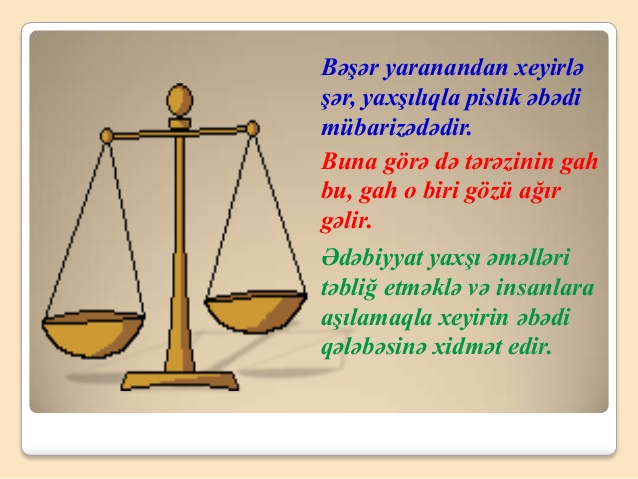 Bəşər yaranandan xeyirlə
şər, yaxşılıqla pislik əbədi
mübarizədədir.
Buna görə də tərəzinin gah
bu, gah o biri gözü ağır
gəlir.
Ədəbiyyat yaxşı əməlləri
təbliğ etməklə və insanlara
aşılamaqla xeyirin əbədi
qələbəsinə xidmət edir.